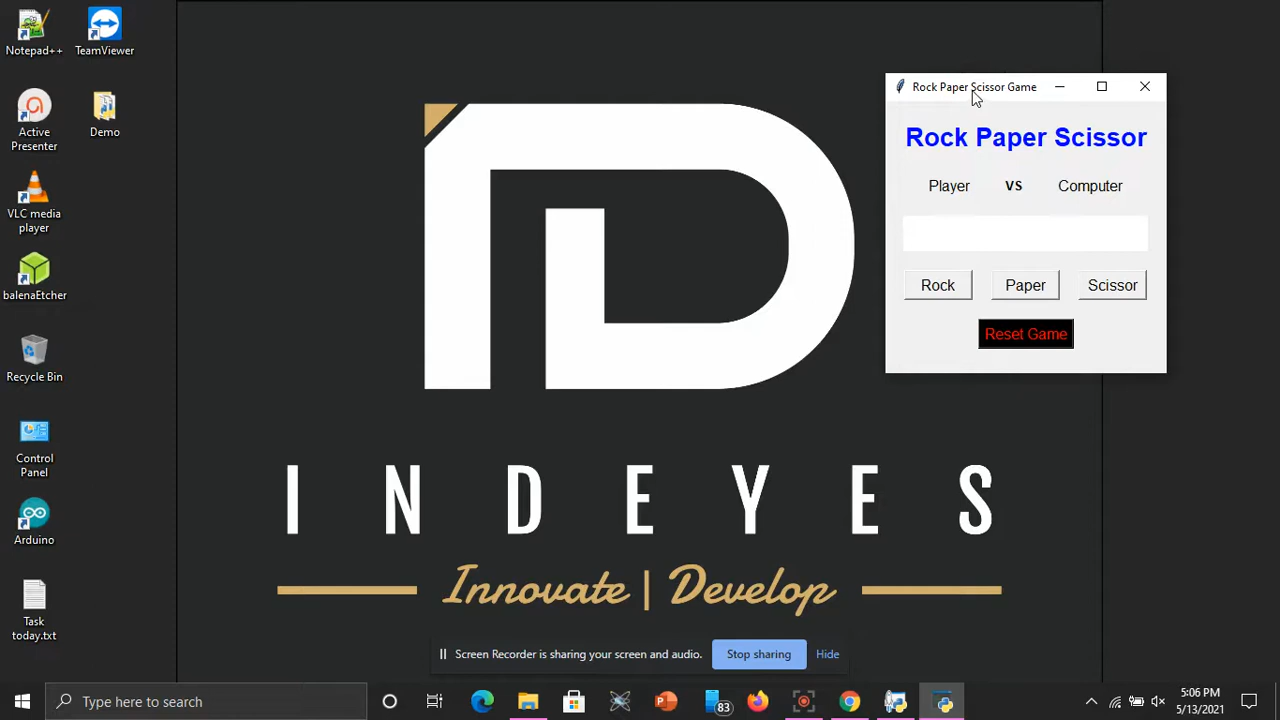 Notepad++
TeamViewer
Active
Presenter
Demo
VLC media
player
balenaEtcher
Recycle Bin
Control
Panel
Arduino
Task
today.txt
INDEYES
Innovate | Develop
Rock Paper Scissor Game
Rock Paper Scissor
Player VS Computer
Rock Paper Scissor
Reset Game
Screen Recorder is sharing your screen and audio. Stop sharing Hide
Type here to search
83
5:06 PM
5/13/2021